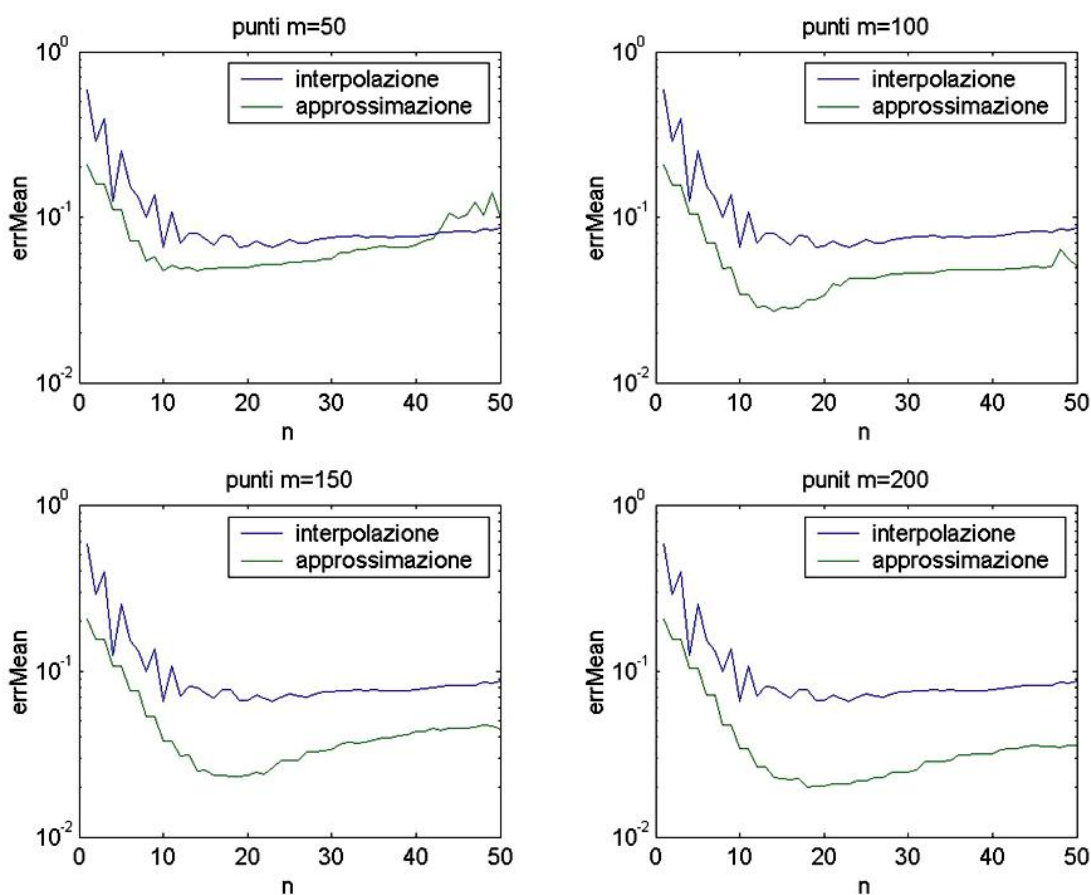 punti m=50
10^0
10^-1
10^-2
errMean
interpolazione
approssimazione
0 10 20 30 40 50
n
punti m=100
10^0
10^-1
10^-2
errMean
interpolazione
approssimazione
0 10 20 30 40 50
n
punti m=150
10^0
10^-1
10^-2
errMean
interpolazione
approssimazione
0 10 20 30 40 50
n
punit m=200
10^0
10^-1
10^-2
errMean
interpolazione
approssimazione
0 10 20 30 40 50
n